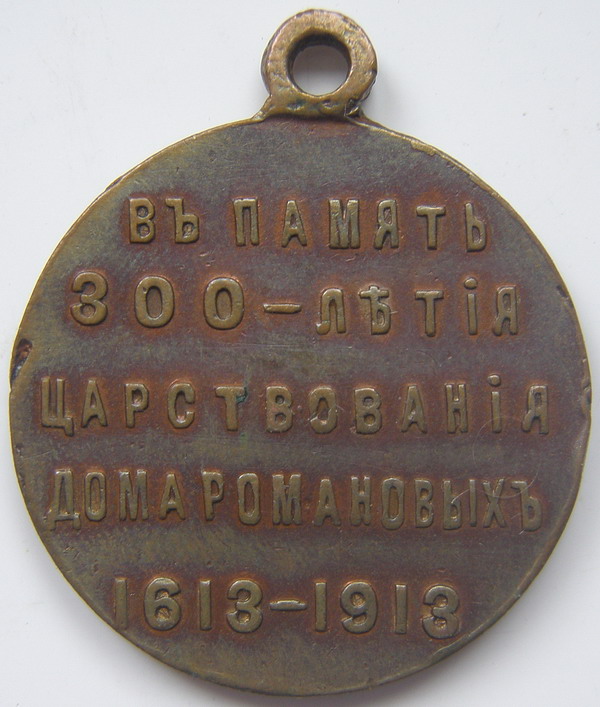 ВЪ ПАМЯТЬ
300-ЛѢТІЯ
ЦАРСТВОВАНІЯ
ДОМА РОМАНОВЫХЪ
1613-1913